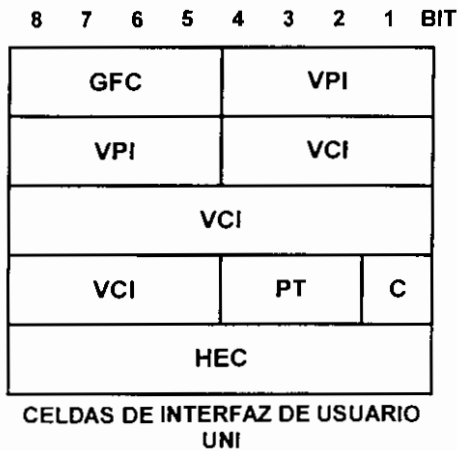 8 7 6 5 4 3 2 1 BIT
GFC VPI
VPI VCI
VCI
VCI PT C
HEC
CELDAS DE INTERFAZ DE USUARIO
UNI